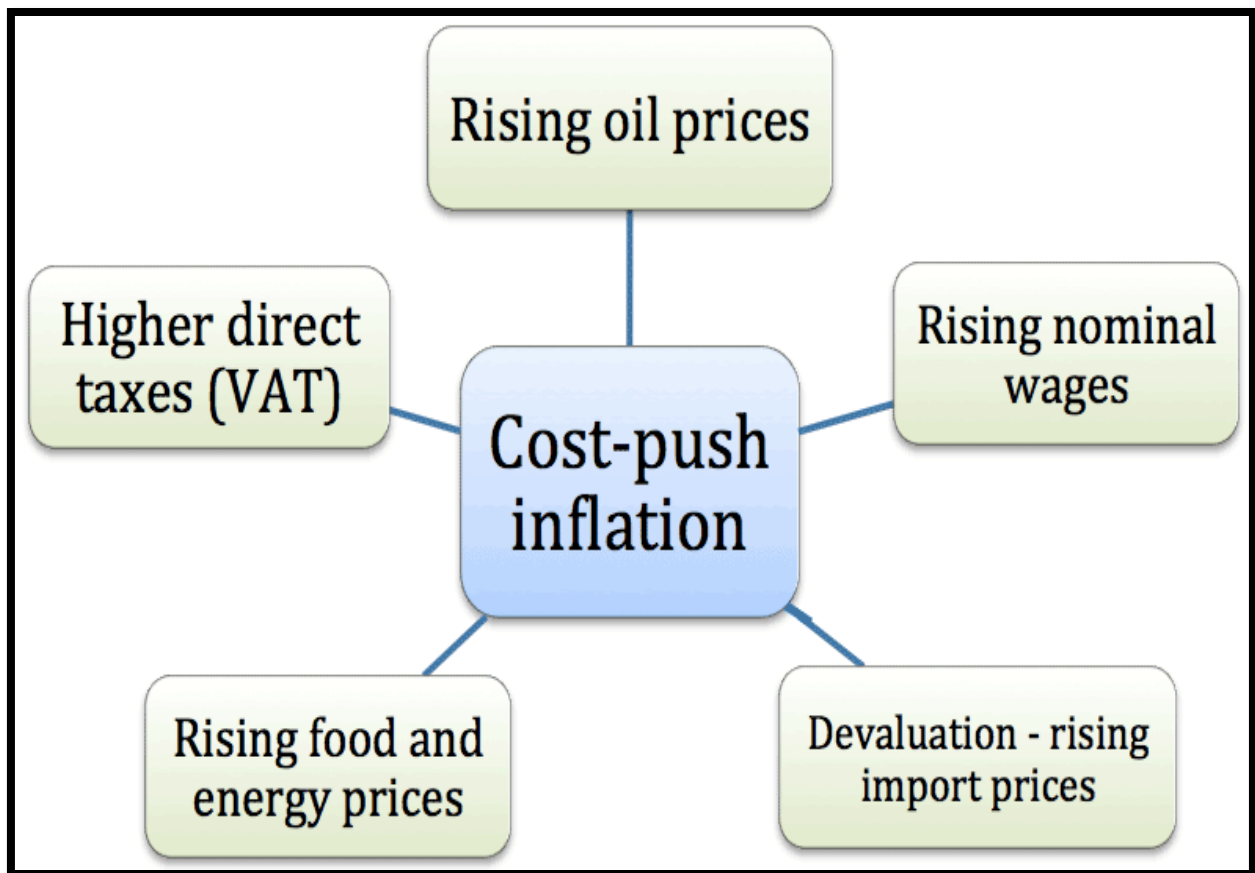 Rising oil prices
Higher direct
taxes (VAT)
Rising nominal
wages
Cost-push
inflation
Rising food and
energy prices
Devaluation - rising
import prices